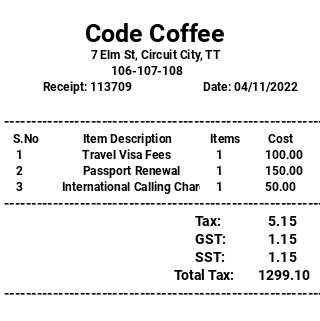 Code Coffee
7 Elm St, Circuit City, TT
106-107-108
Receipt: 113709 Date: 04/11/2022
S.No Item Description Items Cost
1 Travel Visa Fees 1 100.00
2 Passport Renewal 1 150.00
3 International Calling Char 1 50.00
Tax: 5.15
GST: 1.15
SST: 1.15
Total Tax: 1299.10